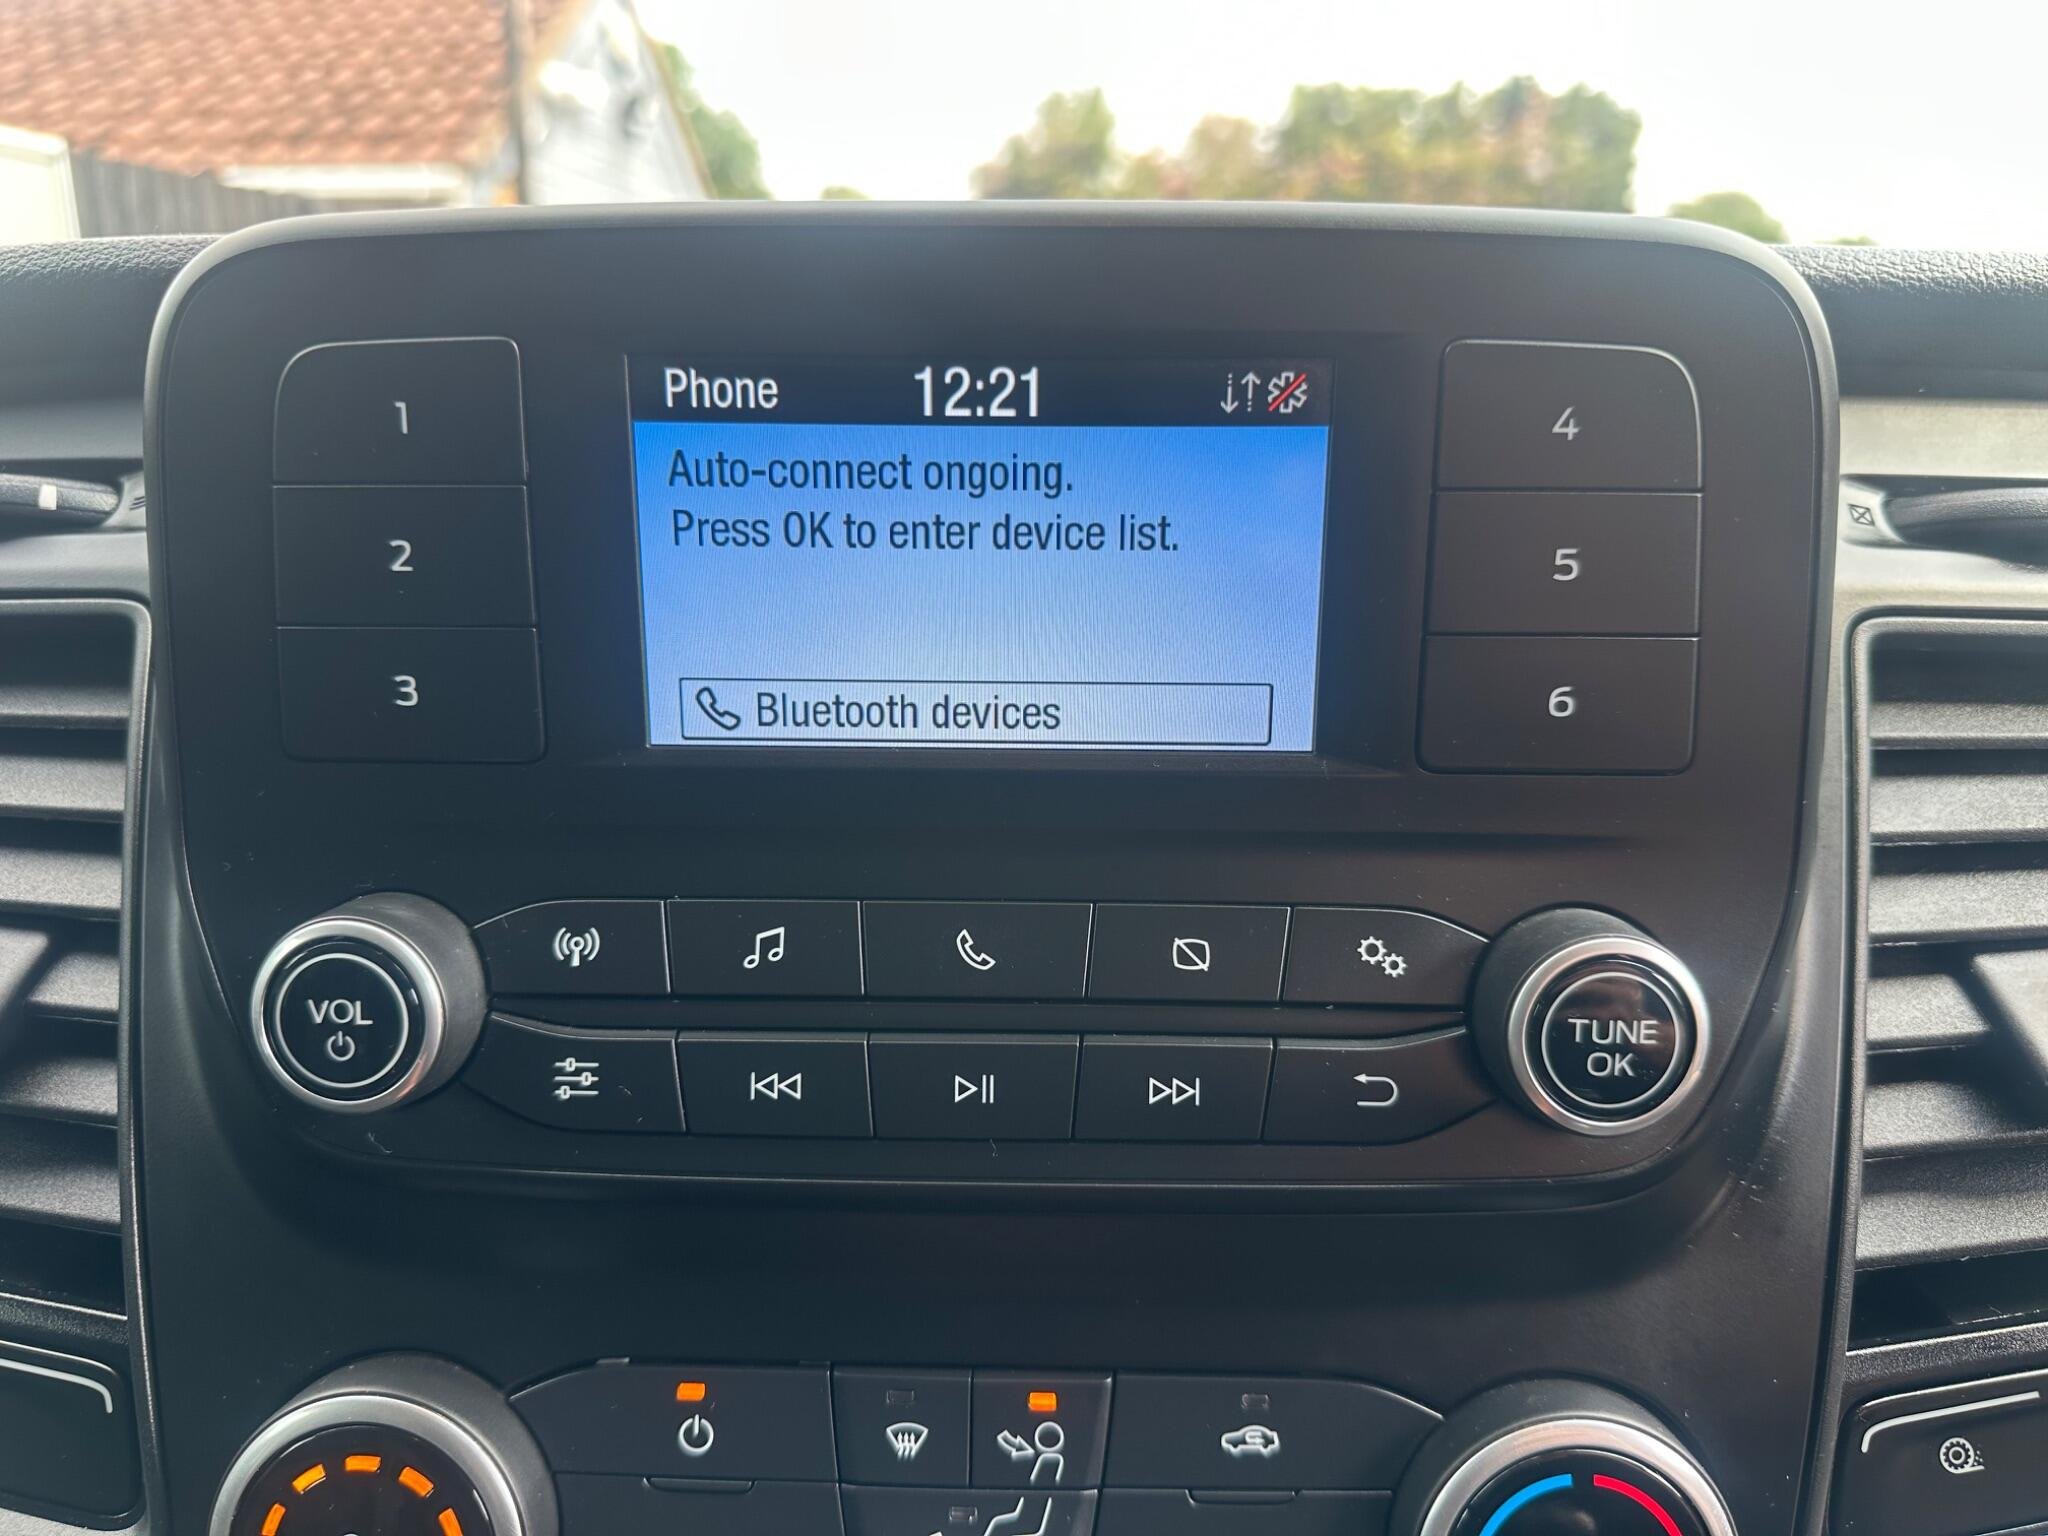 Phone 12:21
Auto-connect ongoing.
Press OK to enter device list.
Bluetooth devices
1
2
3
4
5
6
VOL
TUNE
OK